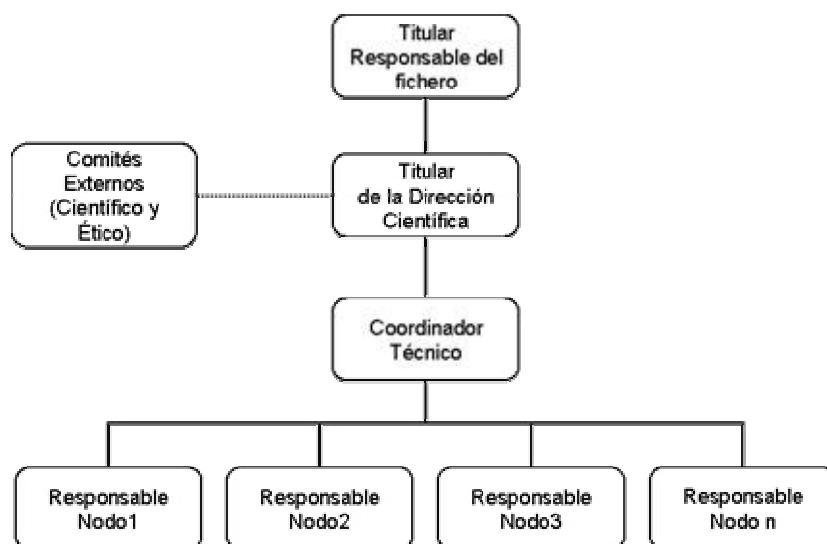 Titular
Responsable del
fichero
Comités
Externos
(Científico y
Ético)
Titular
de la Dirección
Científica
Coordinador
Técnico
Responsable
Nodo1
Responsable
Nodo2
Responsable
Nodo3
Responsable
Nodo n